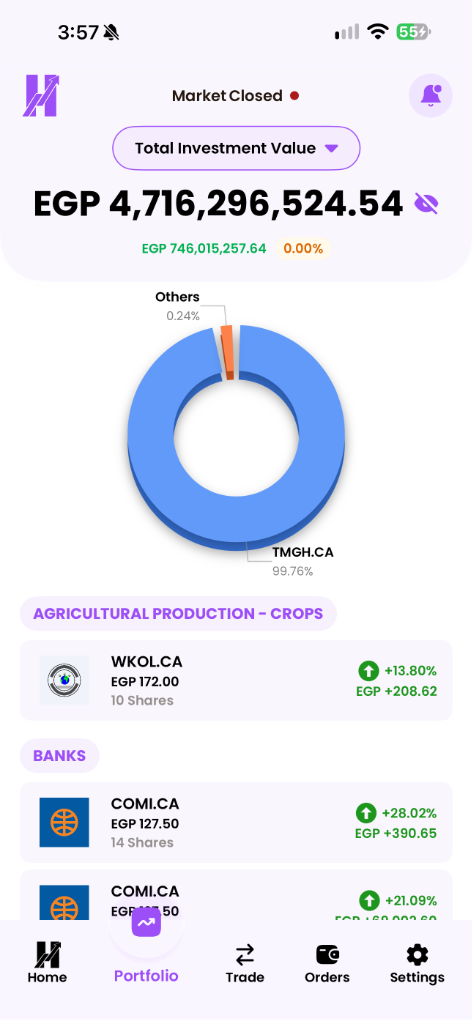 3:57
55
Market Closed
Total Investment Value
EGP 4,716,296,524.54
EGP 746,015,257.64 0.00%
Others
0.24%
TMGH.CA
99.76%
AGRICULTURAL PRODUCTION - CROPS
WKOL.CA
EGP 172.00
10 Shares
+13.80%
EGP +208.62
BANKS
COMI.CA
EGP 127.50
14 Shares
+28.02%
EGP +390.65
COMI.CA
+21.09%
Home
Portfolio
Trade
Orders
Settings